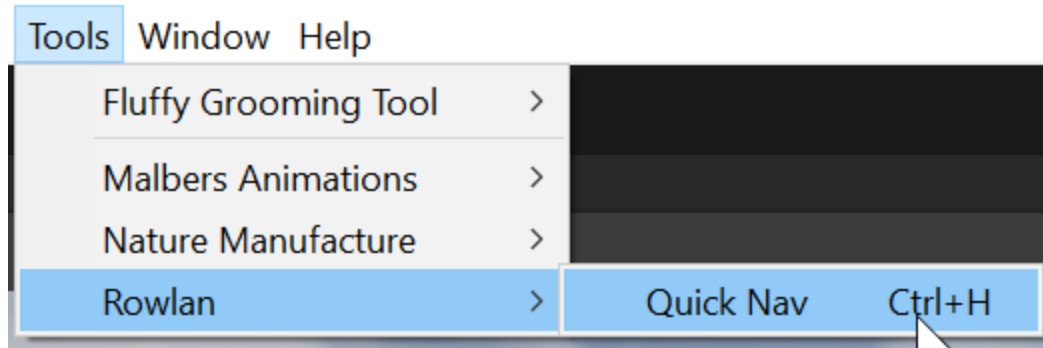 Tools Window Help
Fluffy Grooming Tool
Malbers Animations
Nature Manufacture
Rowlan Quick Nav Ctrl+H